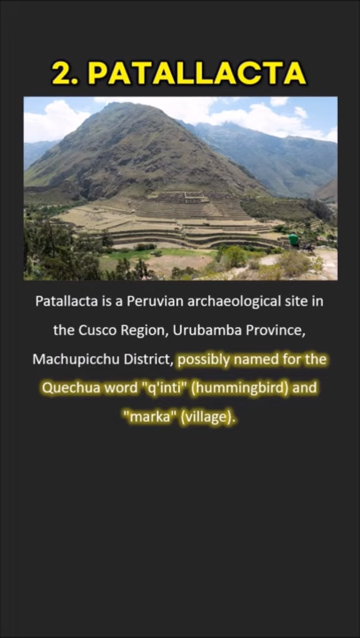 2. PATALLACTA
Patallacta is a Peruvian archaeological site in
the Cusco Region, Urubamba Province,
Machupicchu District, possibly named for the
Quechua word "q'inti" (hummingbird) and
"marka" (village).